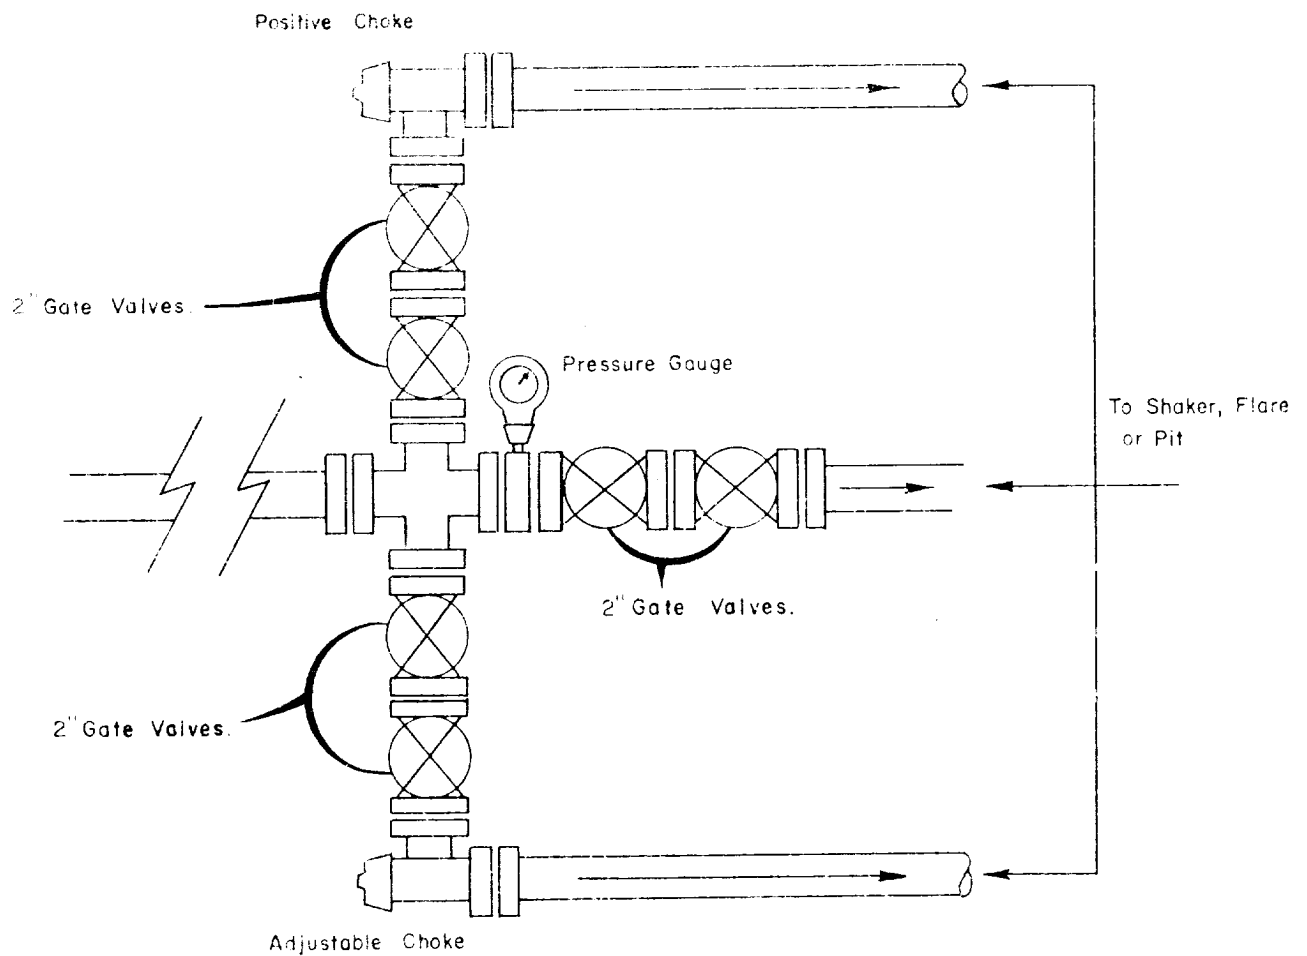 Positive Choke
2" Gate Valves.
Pressure Gauge
To Shaker, Flare
or Pit
2" Gate Valves.
2" Gate Valves.
Adjustable Choke